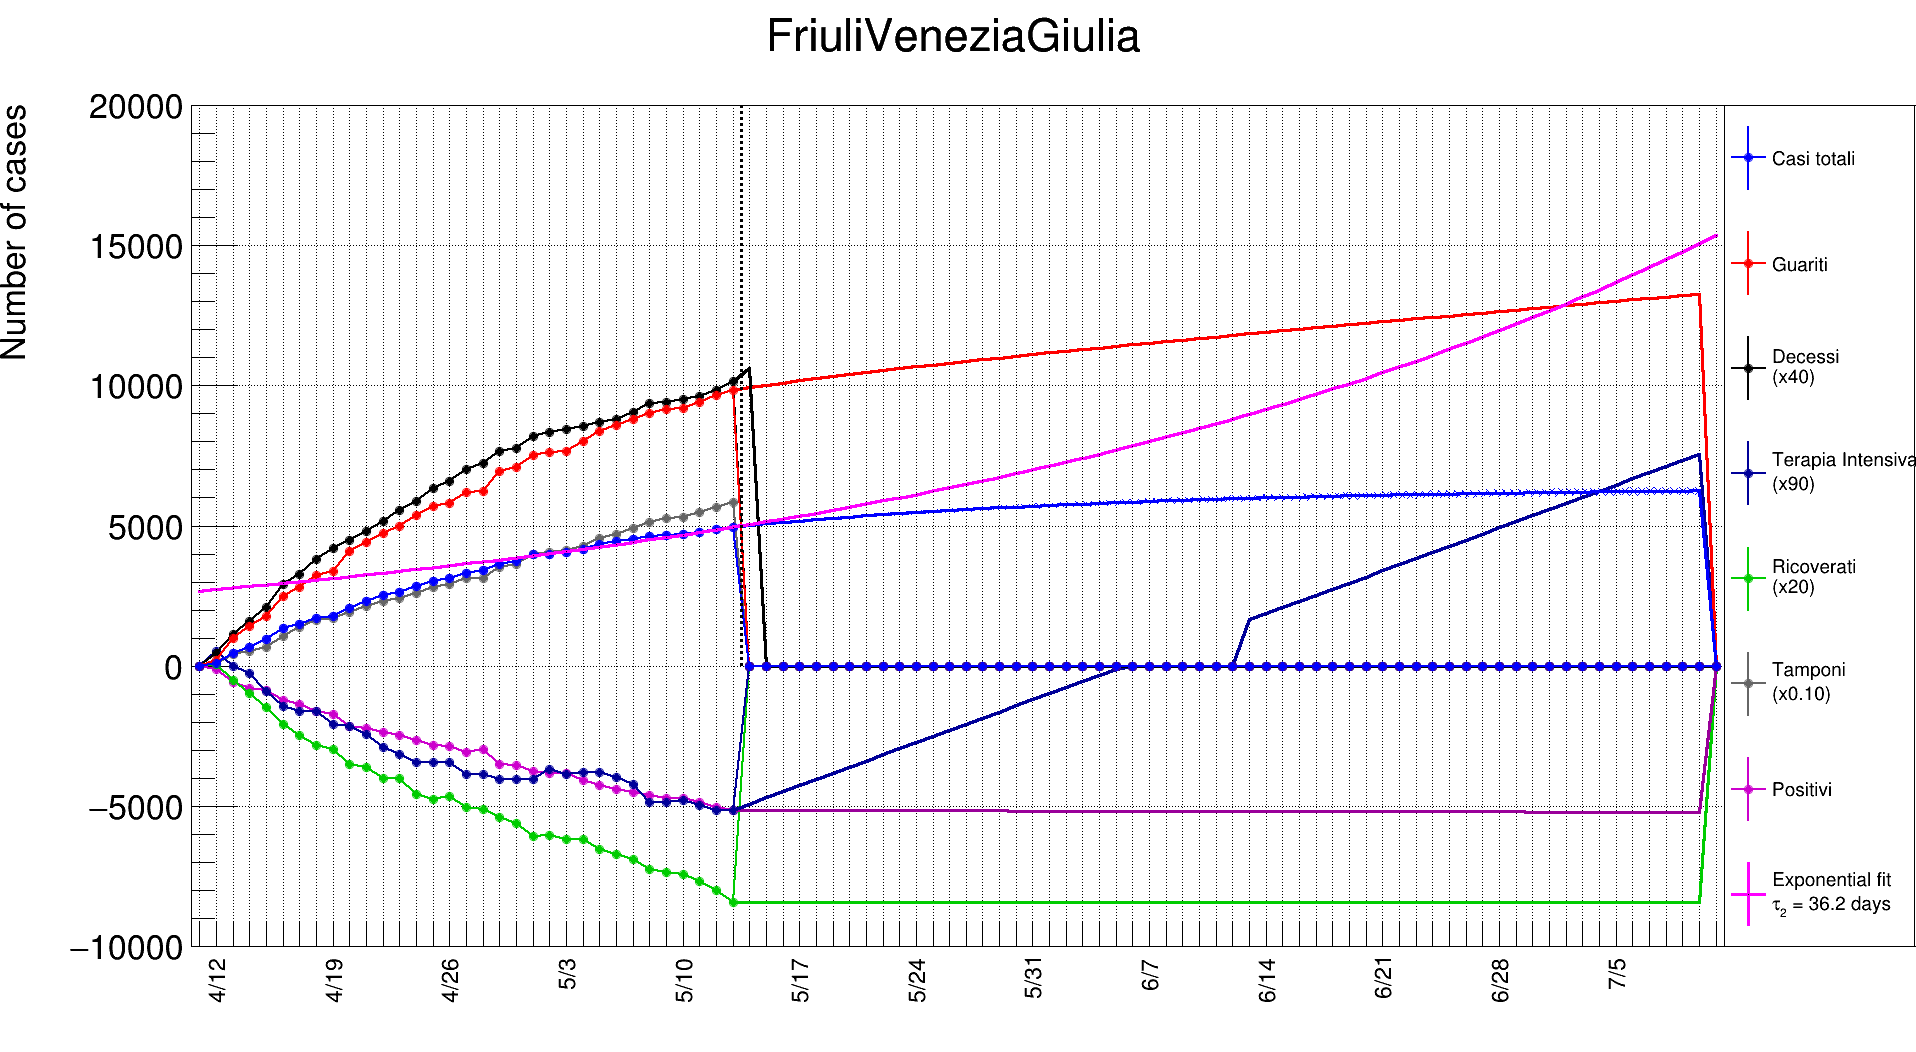 FriuliVeneziaGiulia
Number of cases
20000
15000
10000
5000
0
−5000
−10000
4/12
4/19
4/26
5/3
5/10
5/17
5/24
5/31
6/7
6/14
6/21
6/28
7/5
Casi totali
Guariti
Decessi
(x40)
Terapia Intensiva
(x90)
Ricoverati
(x20)
Tamponi
(x0.10)
Positivi
Exponential fit
τ2 = 36.2 days